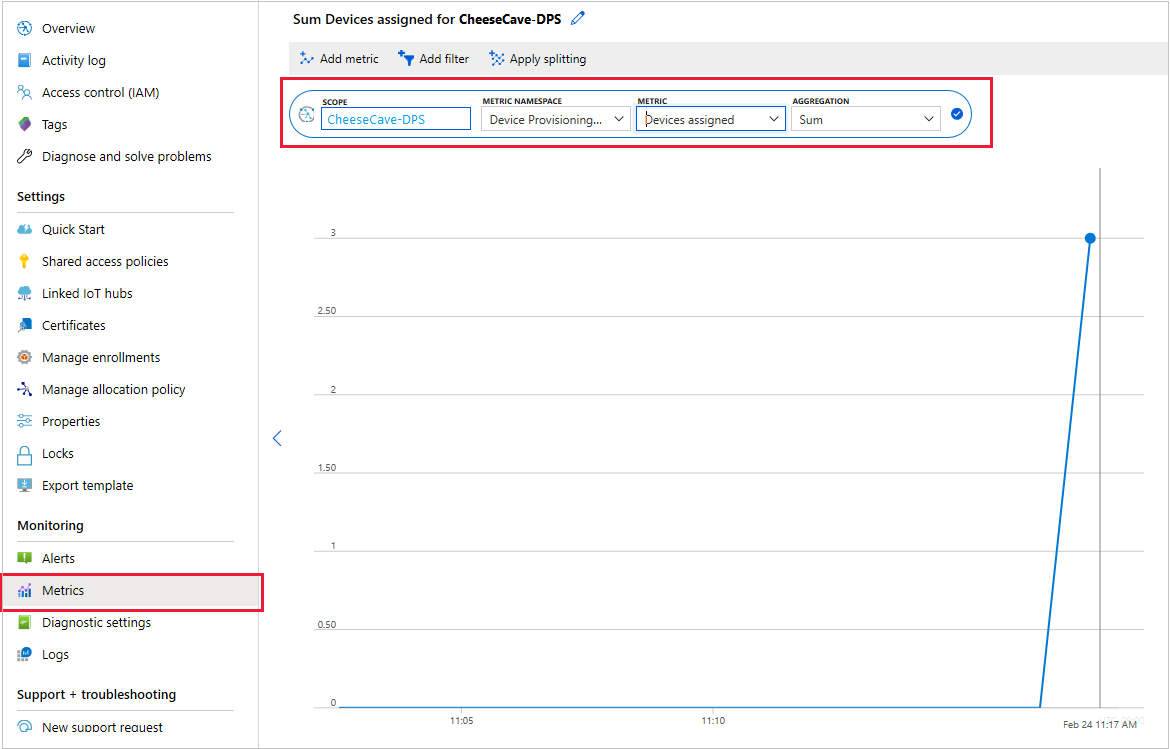 Overview
Activity log
Access control (IAM)
Tags
Diagnose and solve problems
Settings
Quick Start
Shared access policies
Linked IoT hubs
Certificates
Manage enrollments
Manage allocation policy
Properties
Locks
Export template
Monitoring
Alerts
Metrics
Diagnostic settings
Logs
Support + troubleshooting
New support request
Sum Devices assigned for CheeseCave-DPS
Add metric Add filter Apply splitting
SCOPE METRIC NAMESPACE METRIC AGGREGATION
CheeseCave-DPS Device Provisioning... Devices assigned Sum
3
2.50
2
1.50
1
0.50
0
11:05 11:10 Feb 24 11:17 AM